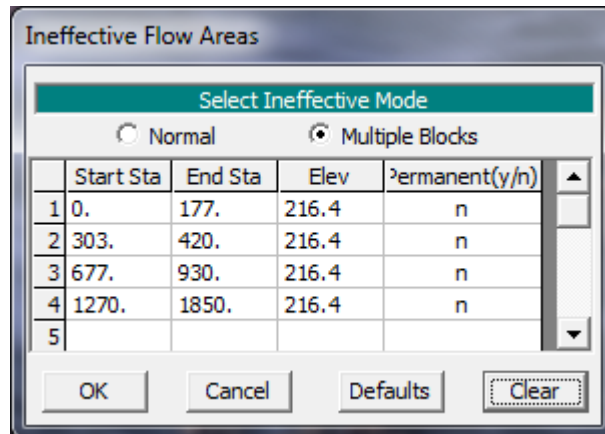 Ineffective Flow Areas
Select Ineffective Mode
Normal Multiple Blocks
Start Sta End Sta Elev Permanent(y/n)
1 0. 177. 216.4 n
2 303. 420. 216.4 n
3 677. 930. 216.4 n
4 1270. 1850. 216.4 n
5
OK Cancel Defaults Clear